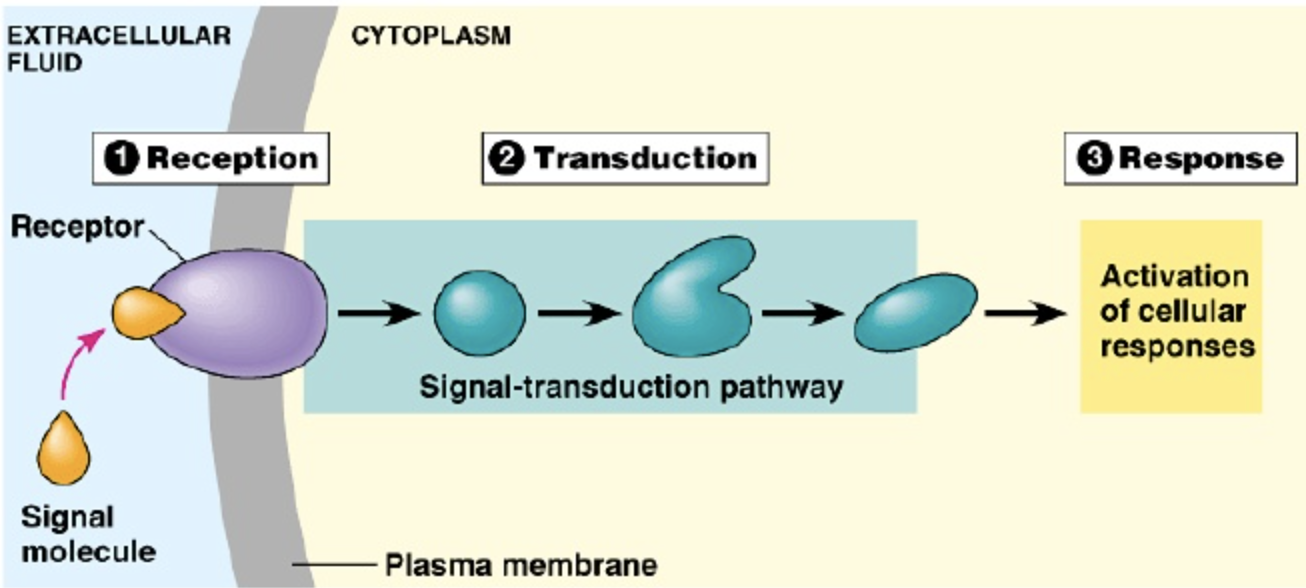 EXTRACELLULAR
FLUID
CYTOPLASM
1 Reception
2 Transduction
3 Response
Receptor
Activation
of cellular
responses
Signal-transduction pathway
Signal
molecule
Plasma membrane